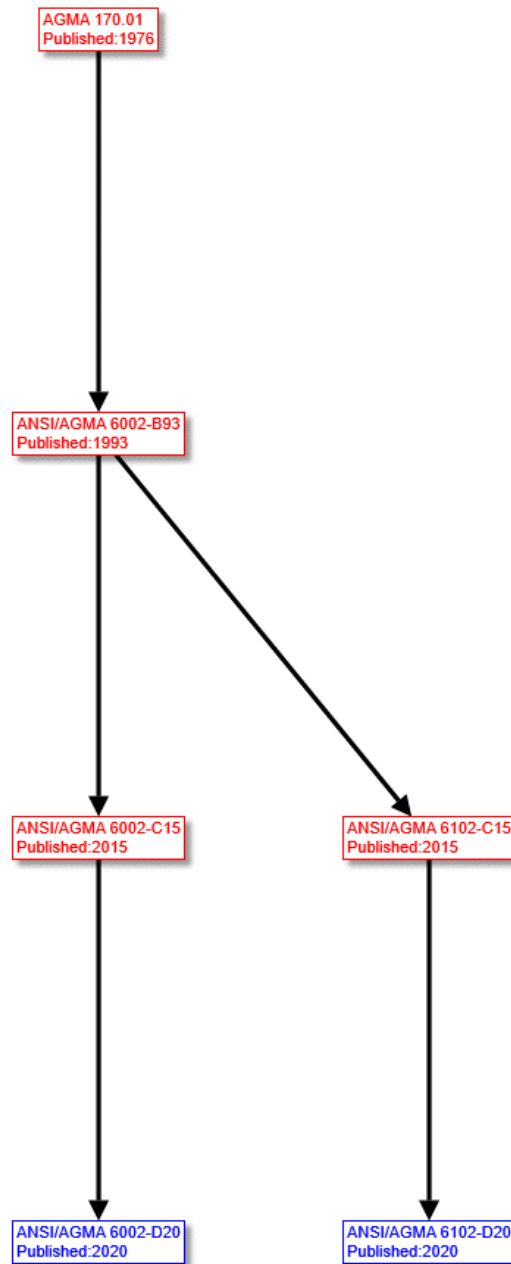 AGMA 170.01
Published:1976
ANSI/AGMA 6002-B93
Published:1993
ANSI/AGMA 6002-C15
Published:2015
ANSI/AGMA 6102-C15
Published:2015
ANSI/AGMA 6002-D20
Published:2020
ANSI/AGMA 6102-D20
Published:2020